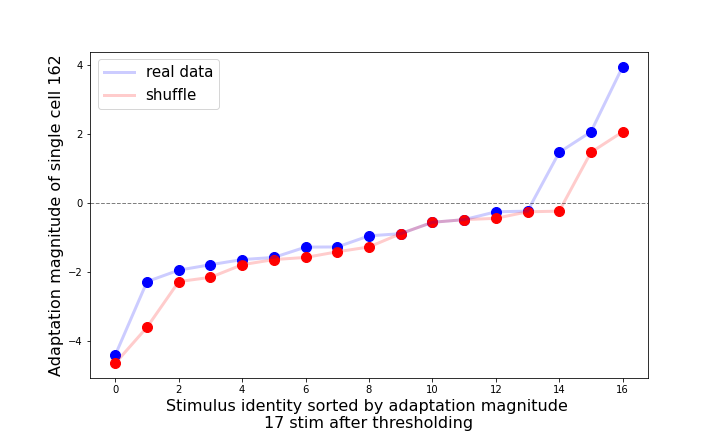 real data
shuffle
Adaptation magnitude of single cell 162
4
2
0
−2
−4
0 2 4 6 8 10 12 14 16
Stimulus identity sorted by adaptation magnitude
17 stim after thresholding